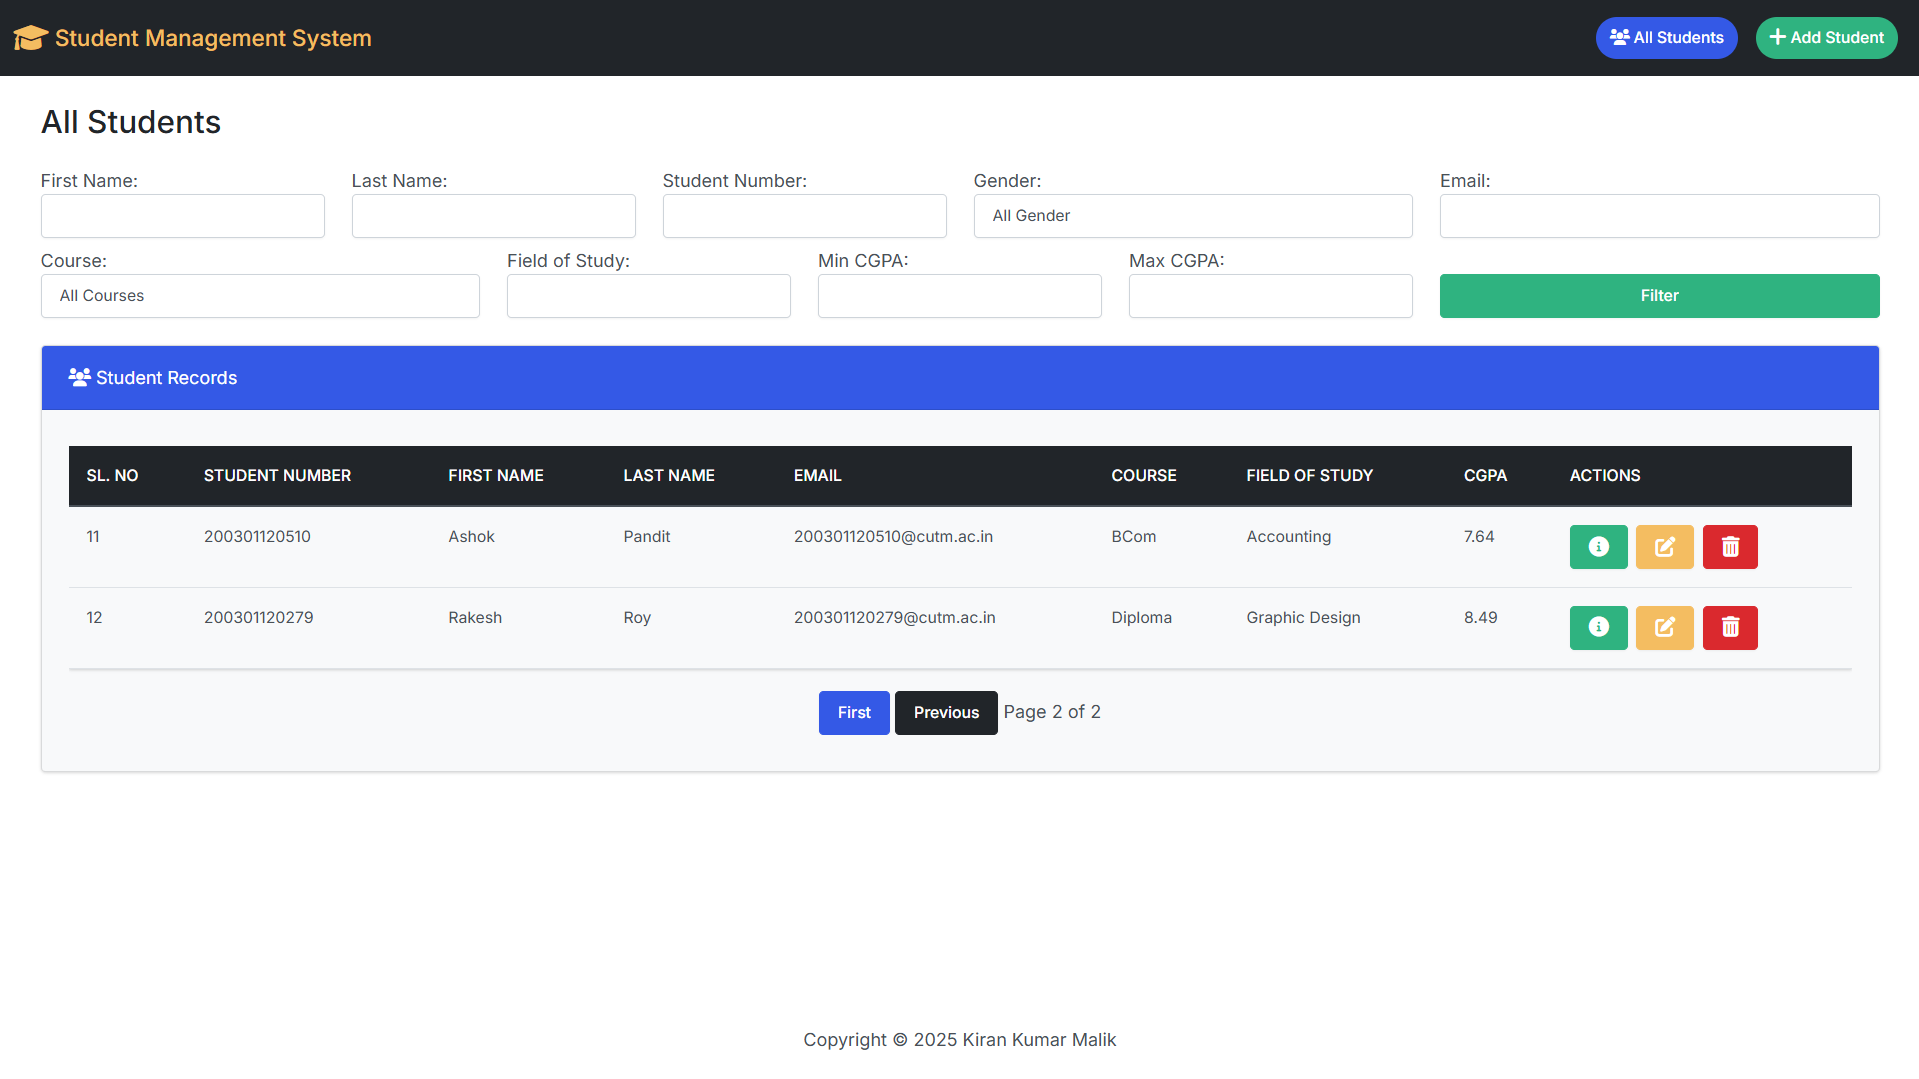 Student Management System
All Students
Add Student
All Students
First Name:
Last Name:
Student Number:
Gender:
Email:
All Gender
Course:
Field of Study:
Min CGPA:
Max CGPA:
All Courses
Filter
Student Records
SL. NO STUDENT NUMBER FIRST NAME LAST NAME EMAIL COURSE FIELD OF STUDY CGPA ACTIONS
11 200301120510 Ashok Pandit 200301120510@cutm.ac.in BCom Accounting 7.64
12 200301120279 Rakesh Roy 200301120279@cutm.ac.in Diploma Graphic Design 8.49
First Previous Page 2 of 2
Copyright © 2025 Kiran Kumar Malik